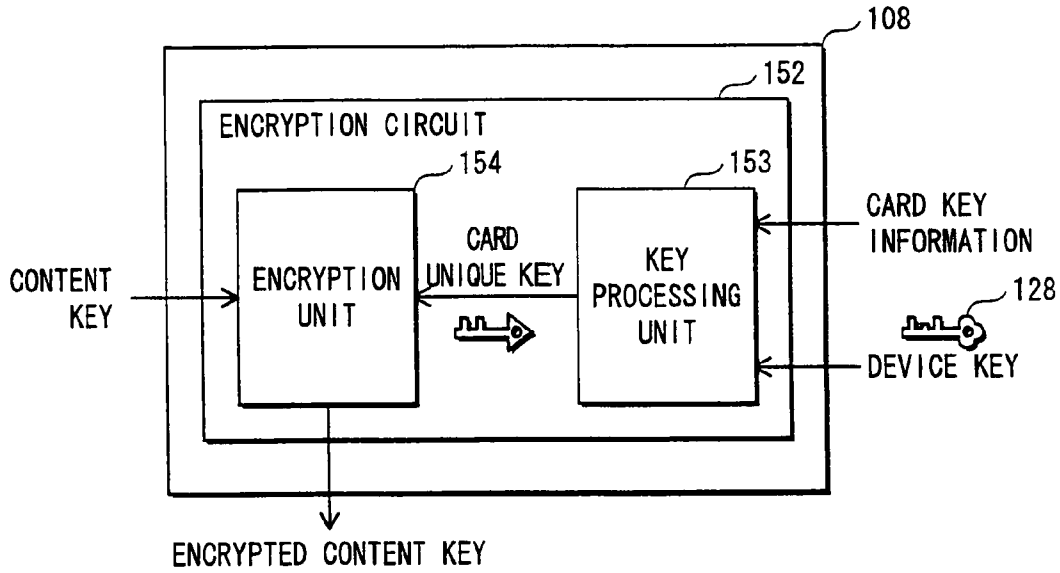 108
152
ENCRYPTION CIRCUIT
154
153
CARD KEY
INFORMATION
CARD
UNIQUE KEY
KEY
PROCESSING
UNIT
ENCRYPTION
UNIT
CONTENT
KEY
128
DEVICE KEY
ENCRYPTED CONTENT KEY